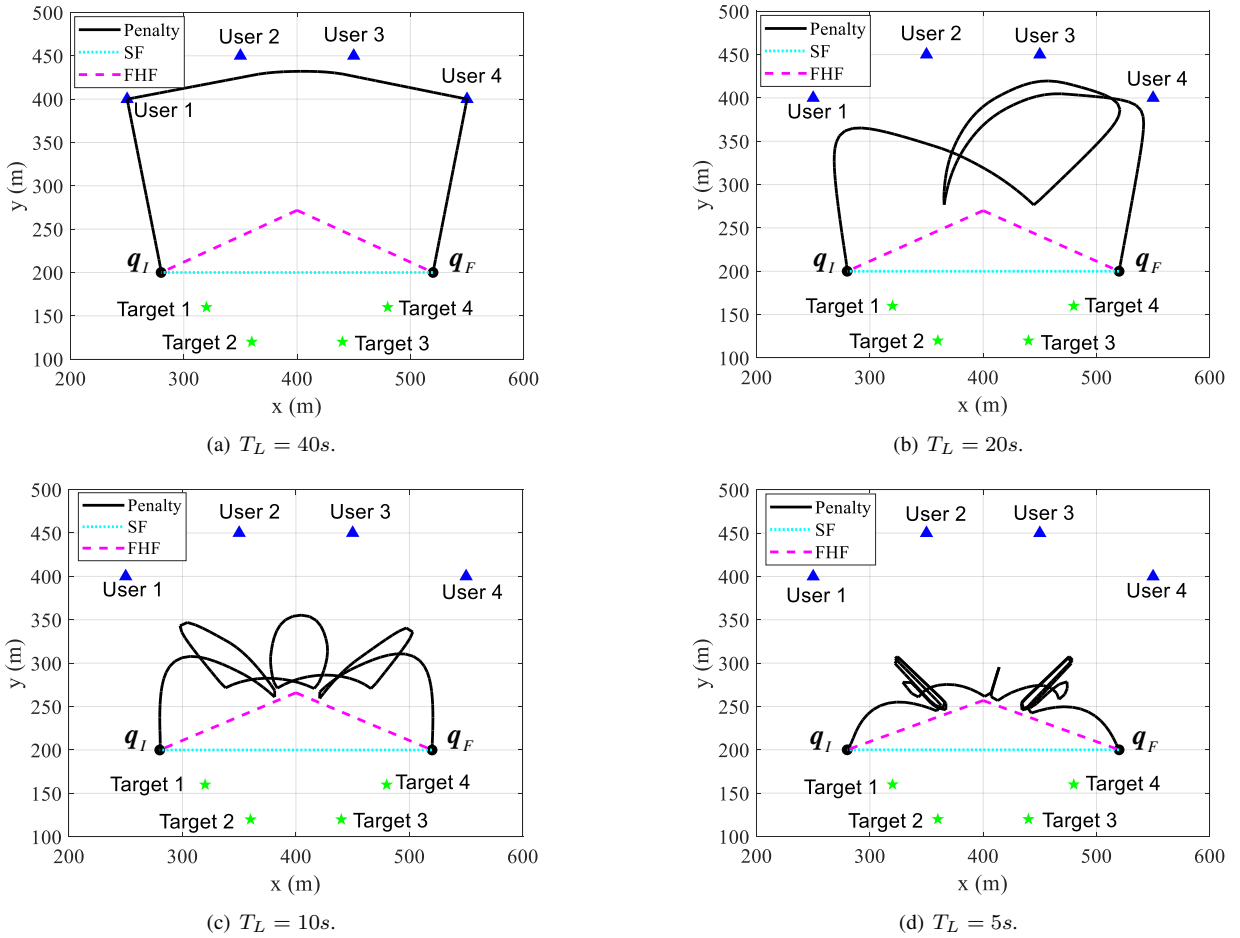 500
450
400
350
300
250
200
150
100
y (m)
Penalty
SF
FHF
User 2
User 3
User 4
User 1
q_I
q_F
Target 1
Target 4
Target 2
Target 3
200
300
400
500
600
x (m)
(a) T_L = 40s.
500
450
400
350
300
250
200
150
100
y (m)
Penalty
SF
FHF
User 2
User 3
User 4
User 1
q_I
q_F
Target 1
Target 4
Target 2
Target 3
200
300
400
500
600
x (m)
(b) T_L = 20s.
500
450
400
350
300
250
200
150
100
y (m)
Penalty
SF
FHF
User 2
User 3
User 1
User 4
q_I
q_F
Target 1
Target 4
Target 2
Target 3
200
300
400
500
600
x (m)
(c) T_L = 10s.
500
450
400
350
300
250
200
150
100
y (m)
Penalty
SF
FHF
User 2
User 3
User 1
User 4
q_I
q_F
Target 1
Target 4
Target 2
Target 3
200
300
400
500
600
x (m)
(d) T_L = 5s.